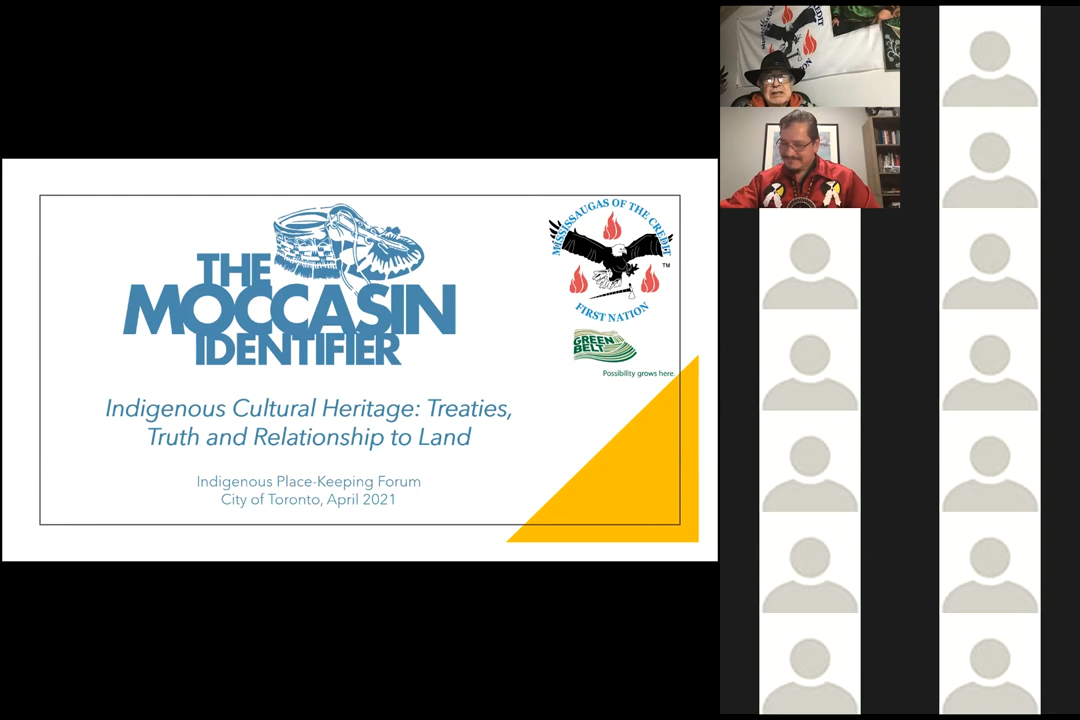 THE
MOCCASIN
IDENTIFIER
MISSISSAUGAS OF THE CREDIT
TM
FIRST NATION
GREEN
BELT
Possibility grows here.
Indigenous Cultural Heritage: Treaties,
Truth and Relationship to Land
Indigenous Place-Keeping Forum
City of Toronto, April 2021